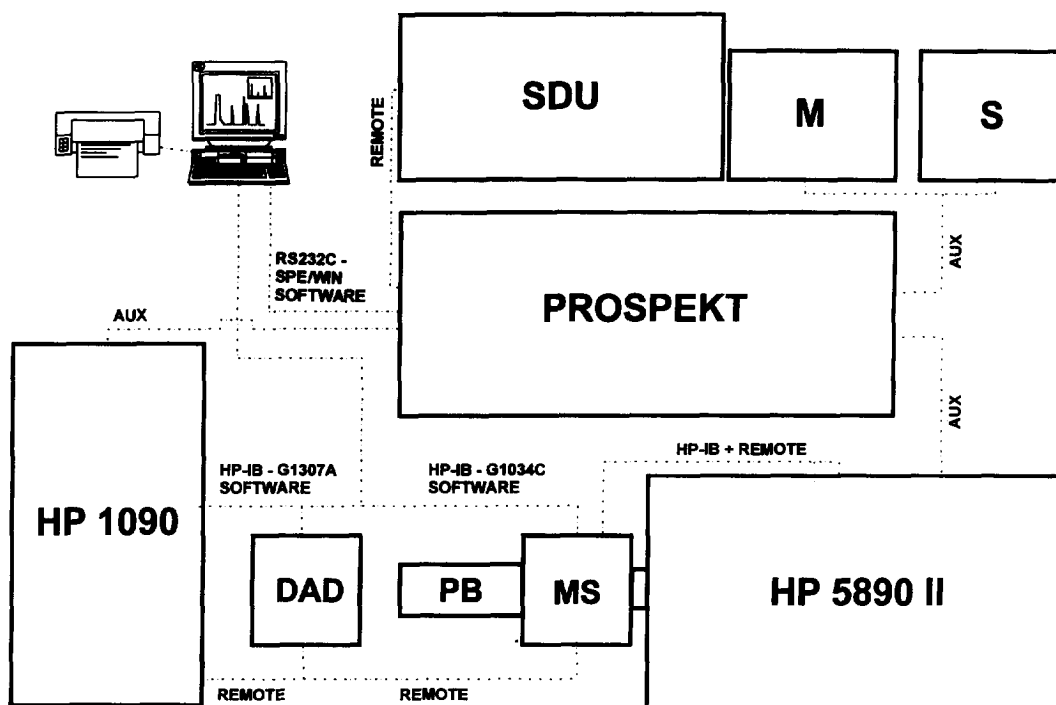 SDU
M
S
REMOTE
PROSPEKT
RS232C -
SPE/WIN
SOFTWARE
AUX
AUX
AUX
HP-IB + REMOTE
HP-IB - G1307A
SOFTWARE
HP-IB - G1034C
SOFTWARE
HP 1090
DAD
PB
MS
HP 5890 II
REMOTE
REMOTE